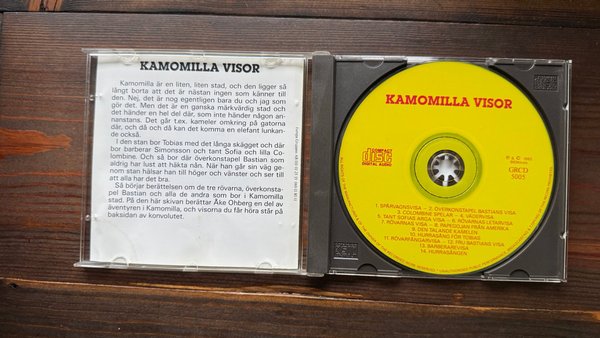 KAMOMILLA VISOR
Kamomilla är en liten, liten stad, och den ligger så
långt borta att det är nästan ingen som känner till
den. Nej, det är nog egentligen bara du och jag som
gör det. Men det är en ganska märkvärdig stad och
det händer en hel del där, som inte händer någon an-
nanstans. Det går t.ex. kameler omkring på gatorna
där, och då och då kan det komma en elefant lunkan-
de också.
I den stan bor Tobias med det långa skägget och där
bor barberar Simonsson och tant Sofia och lilla Co-
lombine. Och så bor där överkonstapel Bastian som
aldrig har lust att häkta nån. När han går sin väg ge-
nom stan hälsar han till höger och vänster och ser till
att alla har det bra.
Så börjar berättelsen om de tre rövarna, överkonsta-
pel Bastian och alla de andra som bor i Kamomilla
stad. På den här skivan berättar Åke Ohberg en del av
äventyren i Kamomilla, och visorna du får höra står på
baksidan av konvolutet.
KAMOMILLA VISOR
COMPACT
disc
DIGITAL AUDIO
GRCD
5005
1. SPÅRVAGNSVISA – 2. ÖVERKONSTAPEL BASTIANS VISA
3. COLOMBINE SPELAR – 4. VÄDERVISA
5. TANT SOFIAS ARGA VISA – 6. RÖVARNAS LETARVISA
7. RÖVARNAS VISA – 8. PAPEGOJAN FRÅN AMERIKA
9. DEN TALANDE KAMELEN
10. HURRASÅNG FÖR TOBIAS
11. RÖVARFÅNGARVISA – 12. FRU BASTIANS VISA
13. BARBERAREVISA
14. HURRASÅNGEN